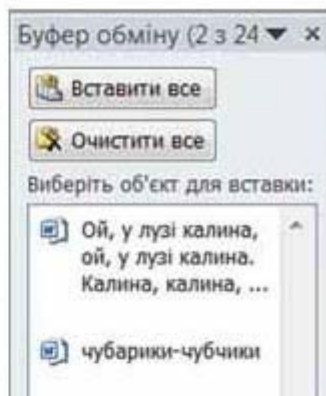 Буфер обміну (2 з 24
Вставити все
Очистити все
Виберіть об'єкт для вставки:
Ой, у лузі калина,
ой, у лузі калина.
Калина, калина, ...
чубарики-чубчики